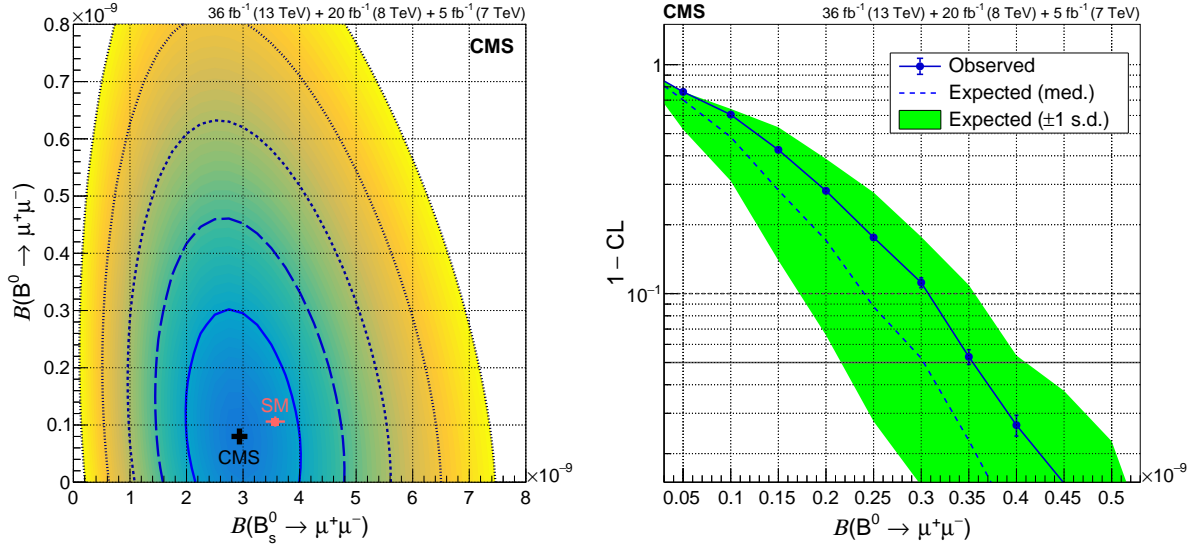 36 fb⁻¹ (13 TeV) + 20 fb⁻¹ (8 TeV) + 5 fb⁻¹ (7 TeV)
×10⁻⁹
CMS
0.8
0.7
0.6
0.5
0.4
0.3
0.2
0.1
0
B(B⁰ → μ⁺μ⁻)
SM
CMS
0 1 2 3 4 5 6 7 8
×10⁻⁹
B(B⁰ₛ → μ⁺μ⁻)
CMS 36 fb⁻¹ (13 TeV) + 20 fb⁻¹ (8 TeV) + 5 fb⁻¹ (7 TeV)
Observed
Expected (med.)
Expected (±1 s.d.)
1
10⁻¹
1 − CL
0.05 0.1 0.15 0.2 0.25 0.3 0.35 0.4 0.45 0.5
×10⁻⁹
B(B⁰ → μ⁺μ⁻)